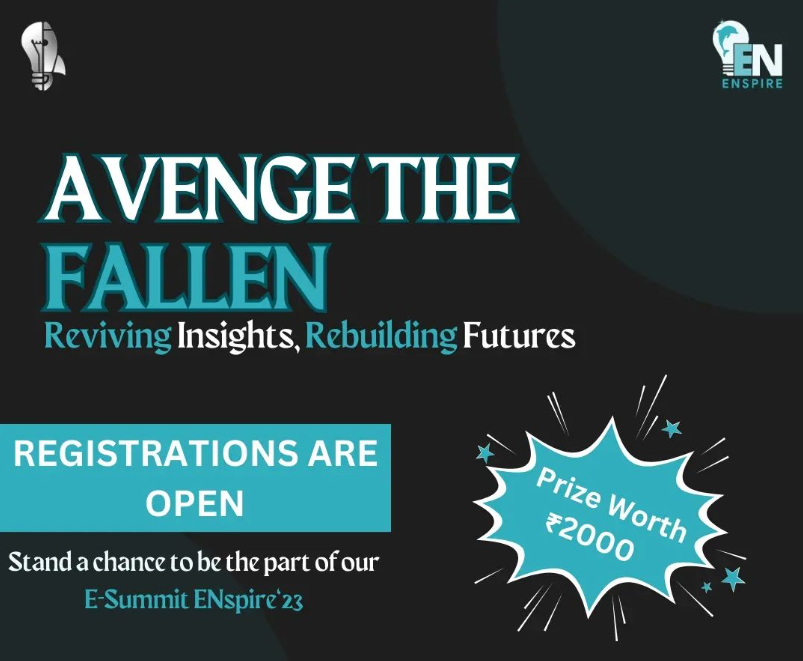 EN
ENSPIRE
AVENGE THE
FALLEN
Reviving Insights, Rebuilding Futures
REGISTRATIONS ARE
OPEN
Prize Worth
₹2000
Stand a chance to be the part of our
E-Summit ENspire'23